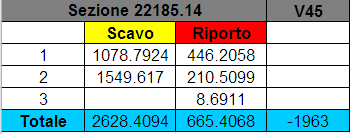 Sezione 22185.14 V45
Scavo Riporto
1 1078.7924 446.2058
2 1549.617 210.5099
3 8.6911
Totale 2628.4094 665.4068 -1963